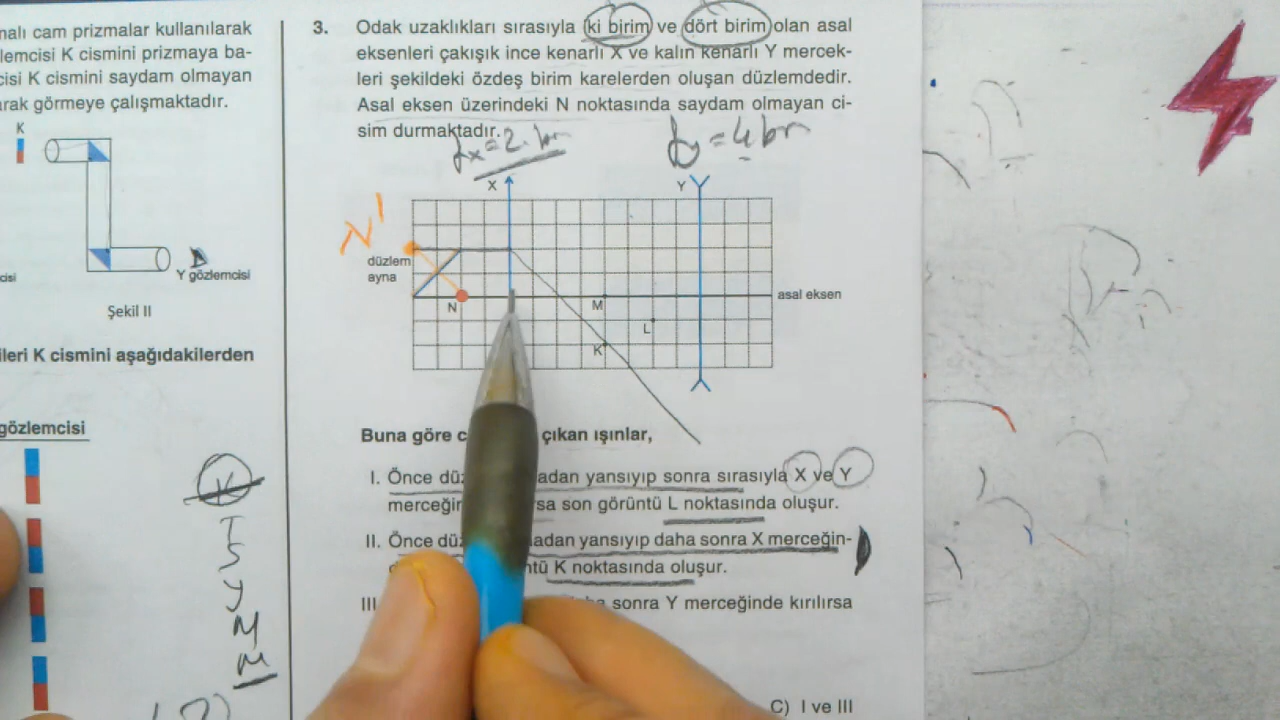 nalı cam prizmalar kullanılarak
lemcisi K cismini prizmaya ba-
cisi K cismini saydam olmayan
arak görmeye çalışmaktadır.
K
Y gözlemcisi
cisi
Şekil II
ileri K cismini aşağıdakilerden
gözlemcisi
3. Odak uzaklıkları sırasıyla iki birim ve dört birim olan asal
eksenleri çakışık ince kenarlı X ve kalın kenarlı Y mercek-
leri şekildeki özdeş birim karelerden oluşan düzlemdedir.
Asal eksen üzerindeki N noktasında saydam olmayan ci-
sim durmaktadır.
fx = 2 br
fy = 4 br
X
Y
N'
düzlem
ayna
N
M
asal eksen
L
K
Buna göre c çıkan ışınlar,
I. Önce dü adan yansıyıp sonra sırasıyla X ve Y
merceğin rsa son görüntü L noktasında oluşur.
II. Önce dü adan yansıyıp daha sonra X merceğin-
ntü K noktasında oluşur.
III sonra Y merceğinde kırılırsa
C) I ve III